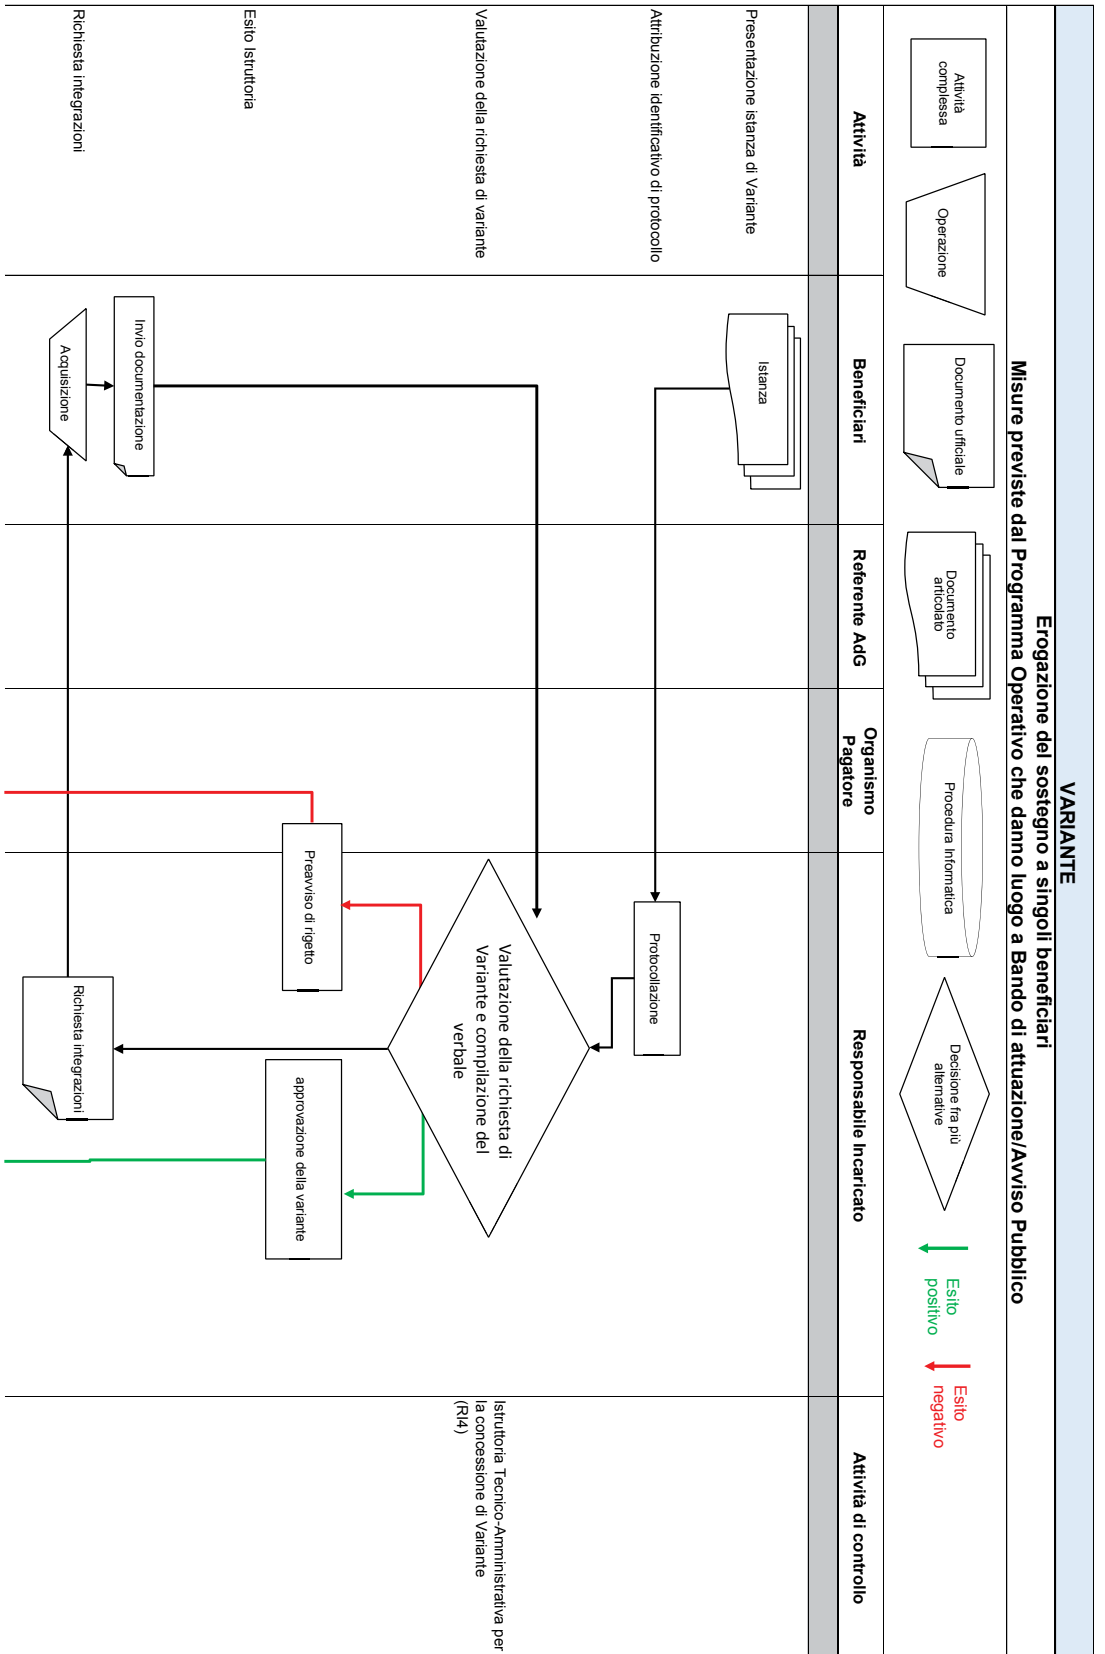 VARIANTE
Erogazione del sostegno a singoli beneficiari
Misure previste dal Programma Operativo che danno luogo a Bando di attuazione/Avviso Pubblico
Attività
complessa
Operazione
Documento ufficiale
Documento
articolato
Procedura Informatica
Decisione fra più
alternative
Esito
positivo
Esito
negativo
Attività
Beneficiari
Referente AdG
Organismo
Pagatore
Responsabile Incaricato
Attività di controllo
Presentazione istanza di Variante
Istanza
Attribuzione identificativo di protocollo
Protocollazione
Valutazione della richiesta di variante
Valutazione della richiesta di
Variante e compilazione del
verbale
Istruttoria Tecnico-Amministrativa per
la concessione di Variante
(RI4)
Esito Istruttoria
Preavviso di rigetto
approvazione della variante
Richiesta integrazioni
Invio documentazione
Acquisizione
Richiesta integrazioni